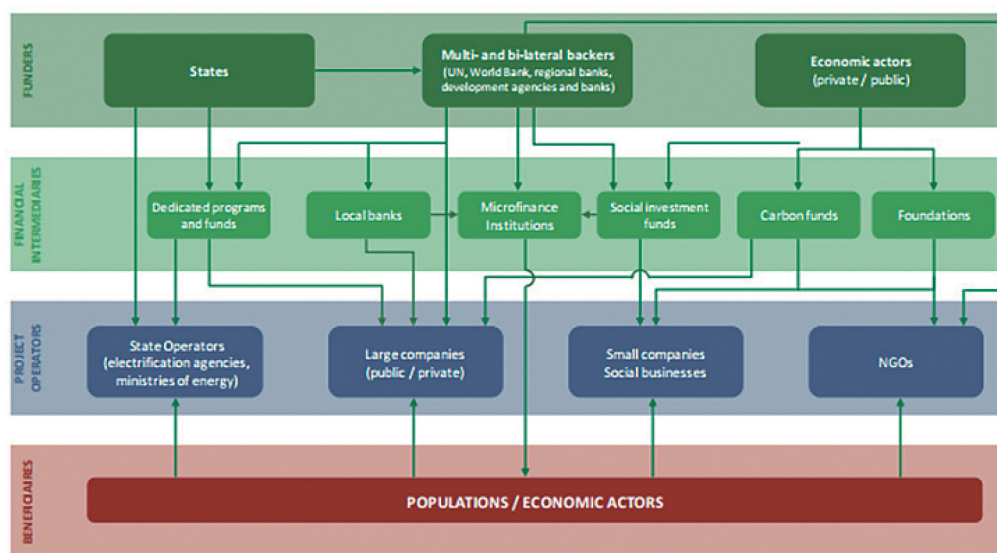 FUNDERS
States
Multi- and bi-lateral backers
(UN, World Bank, regional banks,
development agencies and banks)
Economic actors
(private / public)
FINANCIAL
INTERMEDIARIES
Dedicated programs
and funds
Local banks
Microfinance
Institutions
Social investment
funds
Carbon funds
Foundations
PROJECT
OPERATORS
State Operators
(electrification agencies,
ministries of energy)
Large companies
(public / private)
Small companies
Social businesses
NGOs
BENEFICIAIRES
POPULATIONS / ECONOMIC ACTORS